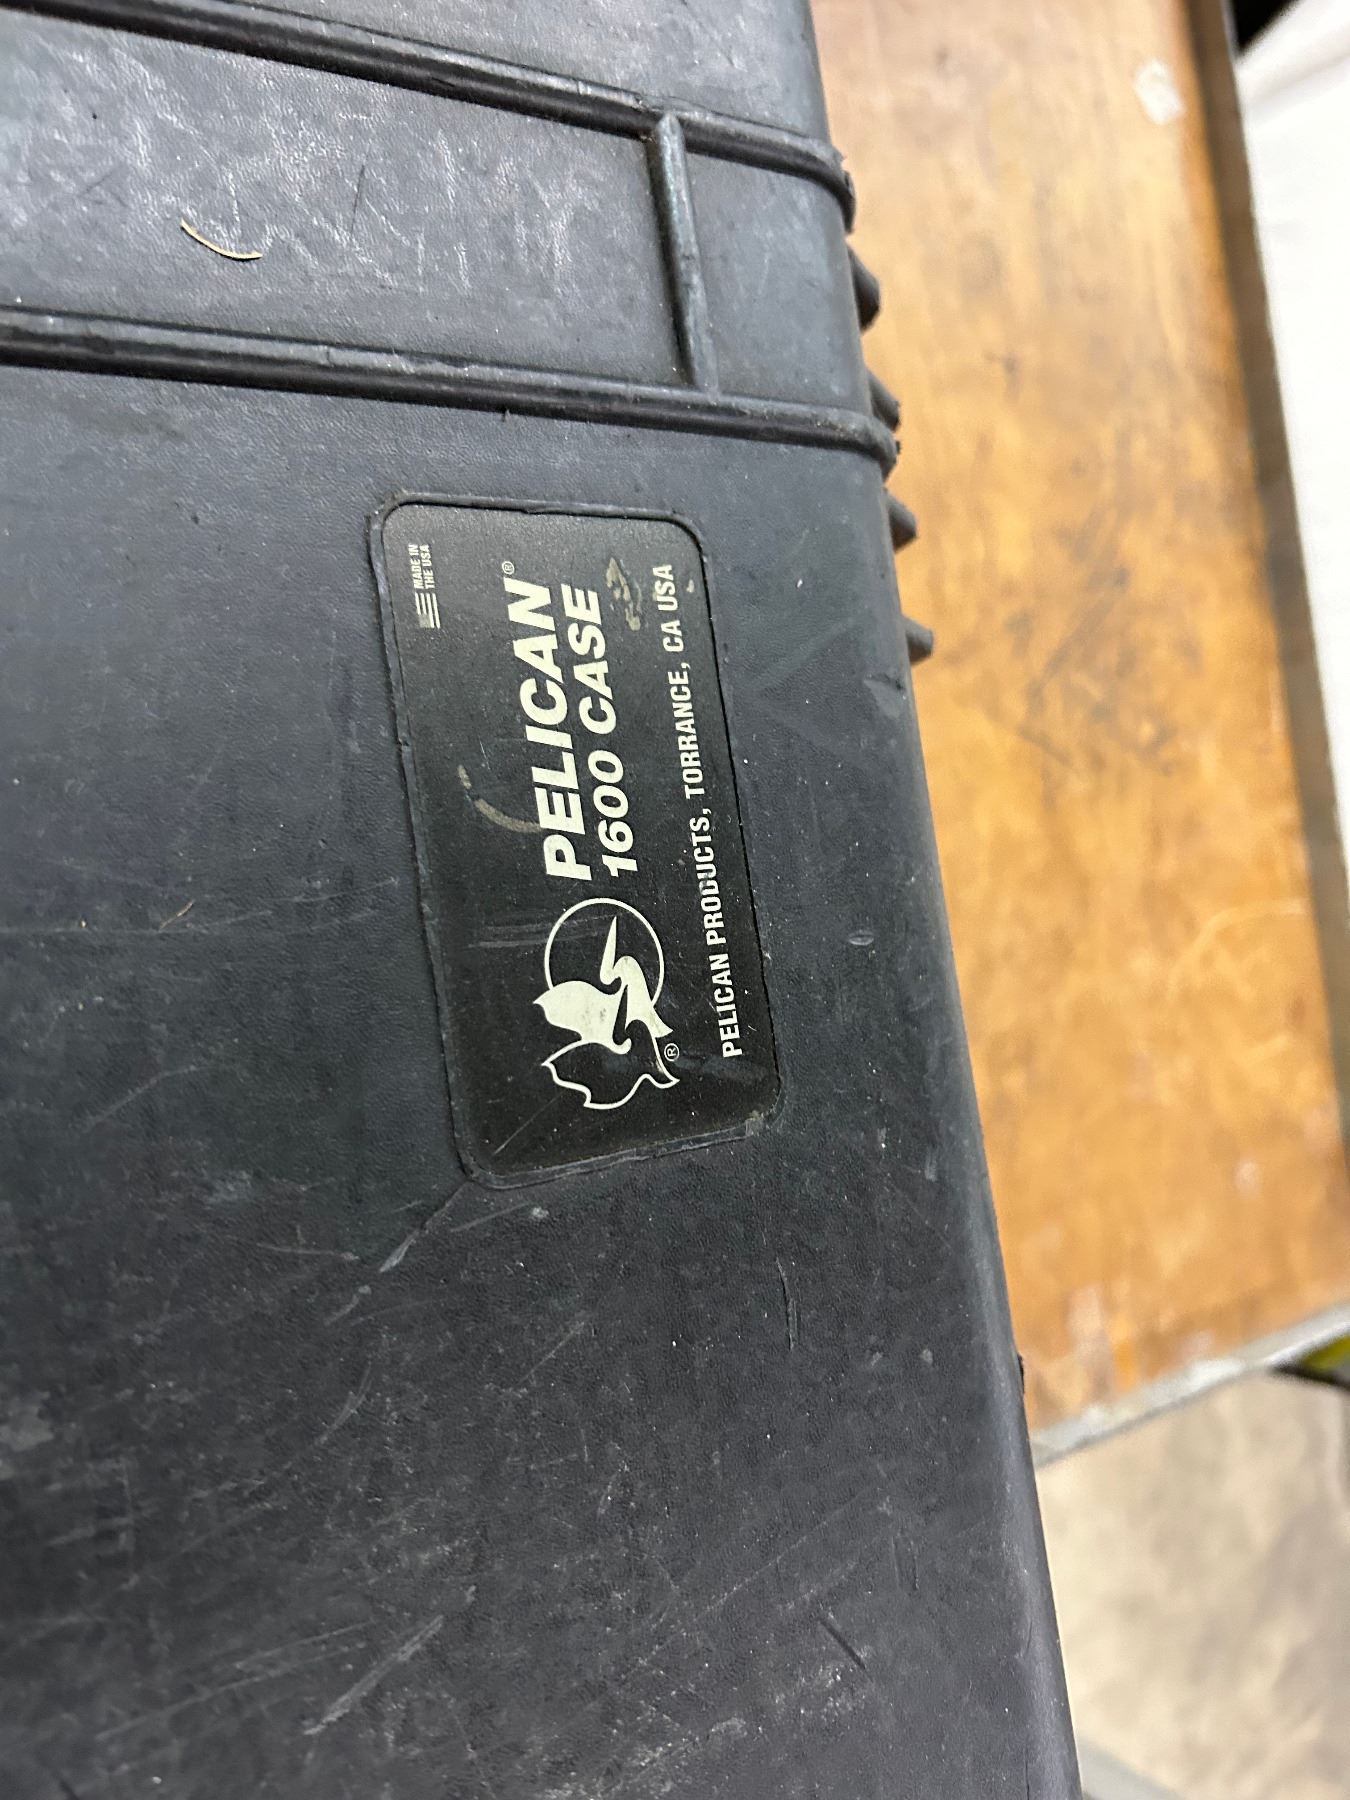 MADE IN
THE USA
PELICAN®
1600 CASE
®
PELICAN PRODUCTS, TORRANCE, CA USA